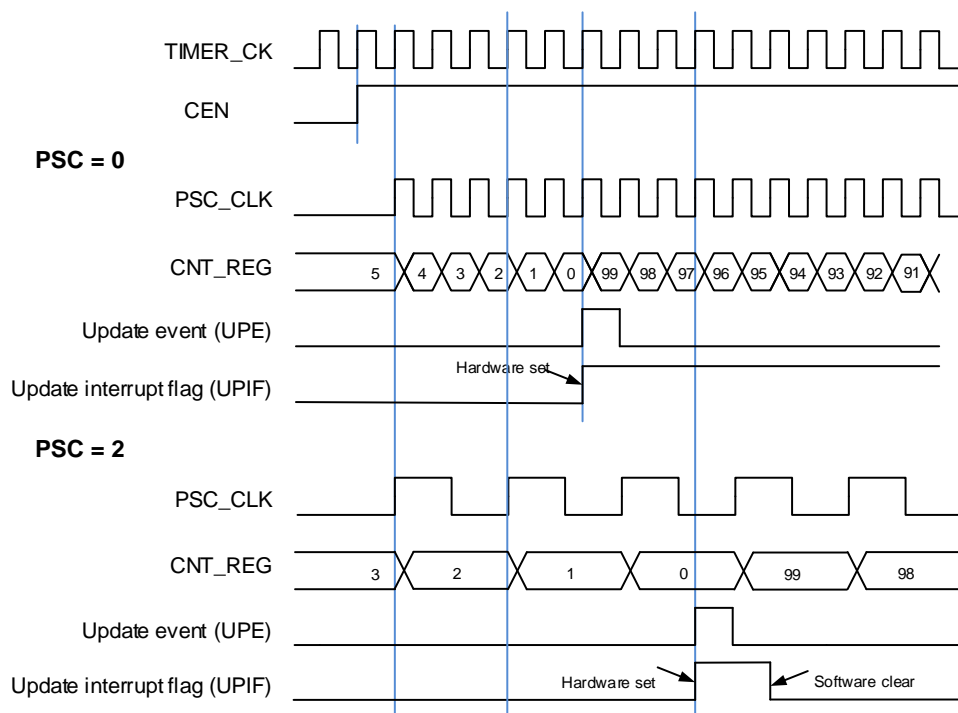 TIMER_CK
CEN
PSC = 0
PSC_CLK
CNT_REG 5 4 3 2 1 0 99 98 97 96 95 94 93 92 91
Update event (UPE)
Hardware set
Update interrupt flag (UPIF)
PSC = 2
PSC_CLK
CNT_REG 3 2 1 0 99 98
Update event (UPE)
Update interrupt flag (UPIF) Hardware set Software clear